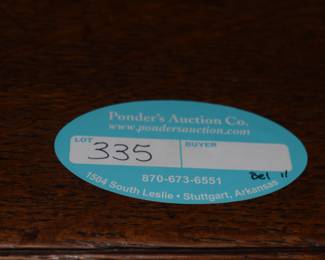 Ponder's Auction Co.
www.pondersauction.com
LOT
335
BUYER
870-673-6551
Bel 11
1504 South Leslie • Stuttgart, Arkansas